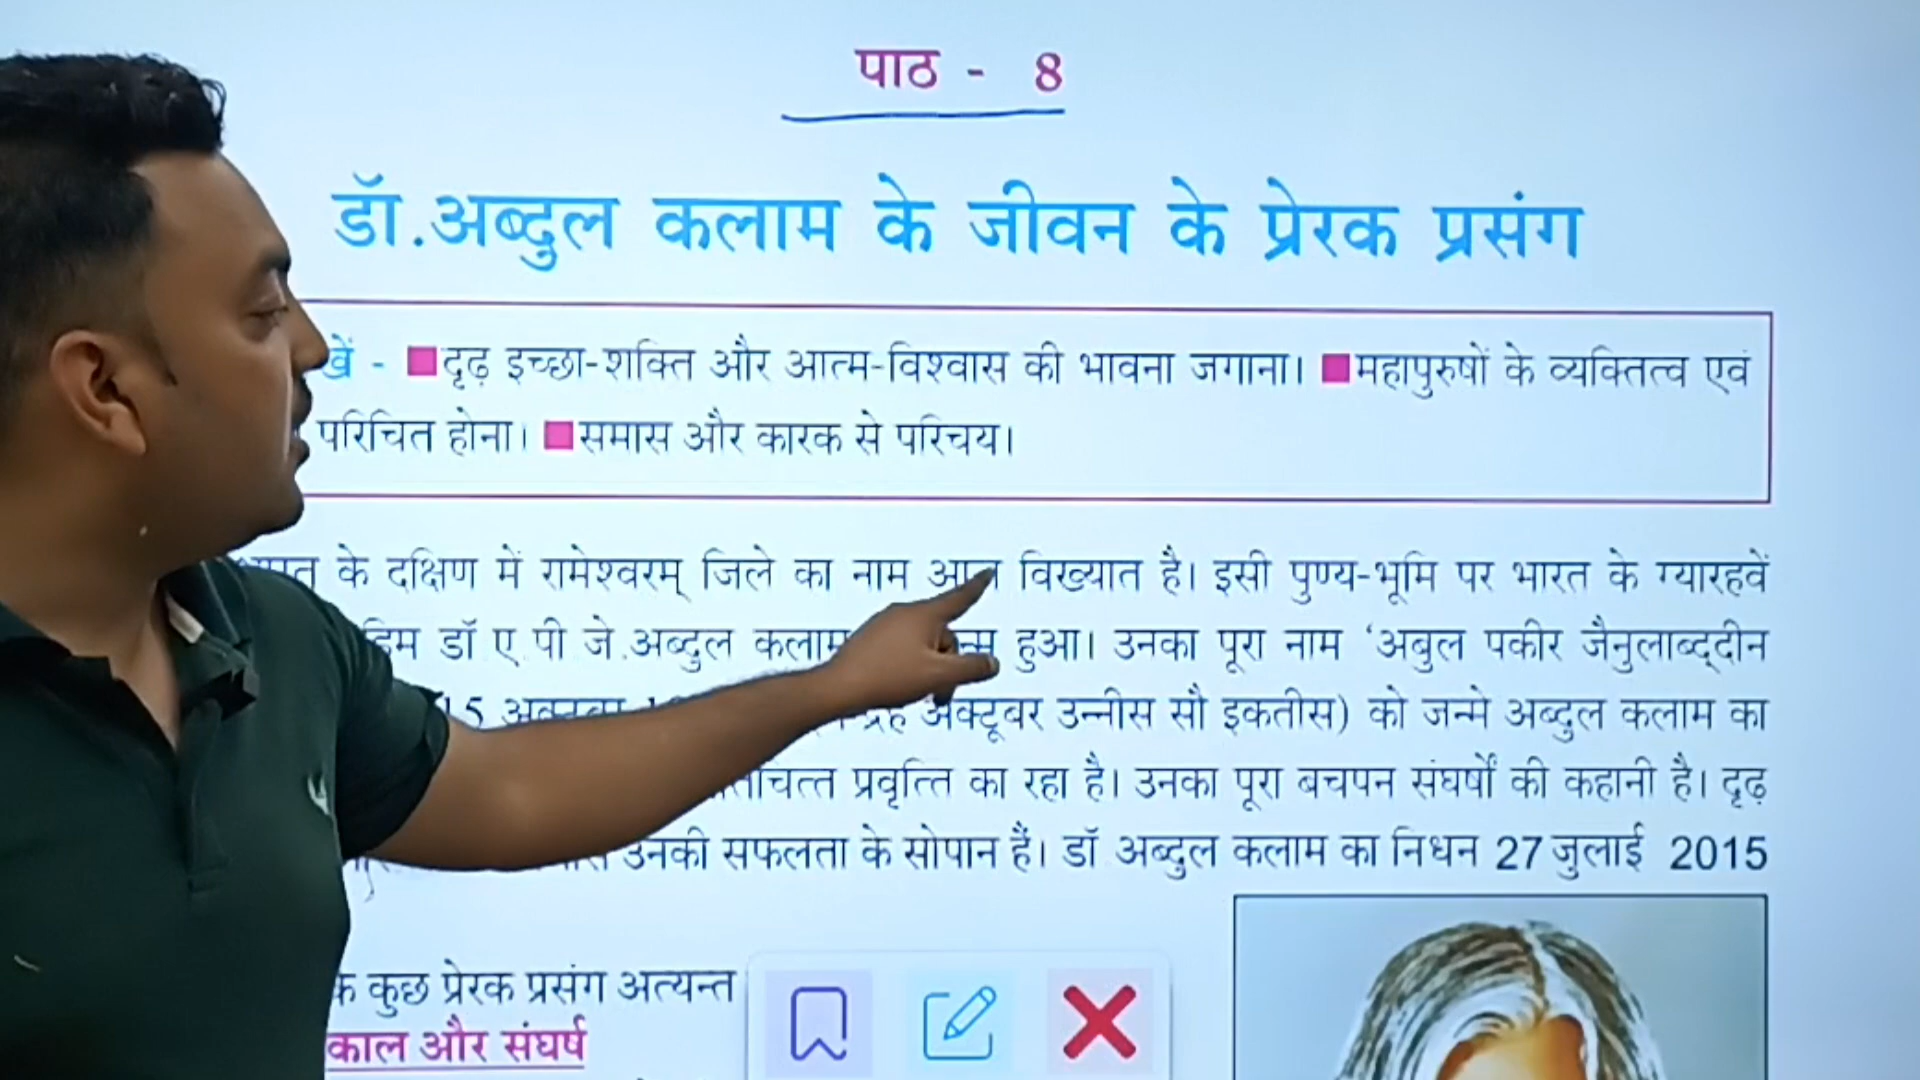 पाठ - 8
डॉ.अब्दुल कलाम के जीवन के प्रेरक प्रसंग
■दृढ़ इच्छा-शक्ति और आत्म-विश्वास की भावना जगाना। ■महापुरुषों के व्यक्तित्व एवं
परिचित होना। ■समास और कारक से परिचय।
के दक्षिण में रामेश्वरम् जिले का नाम विख्यात है। इसी पुण्य-भूमि पर भारत के ग्यारहवें
डॉ ए पी जे.अब्दुल कलाम हुआ। उनका पूरा नाम ‘अबुल पकीर जैनुलाब्द्दीन
15 अक्टूबर उन्नीस सौ इकतीस) को जन्मे अब्दुल कलाम का
प्रवृत्ति का रहा है। उनका पूरा बचपन संघर्षों की कहानी है। दृढ़
उनकी सफलता के सोपान हैं। डॉ अब्दुल कलाम का निधन 27 जुलाई 2015
कुछ प्रेरक प्रसंग अत्यन्त
काल और संघर्ष